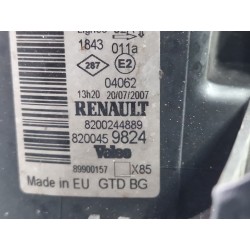 1843 011a
287 E2
04062
13h20 20/07/2007
RENAULT
8200244889
820045 9824
Valeo
89900157 X85
Made in EU GTD BG